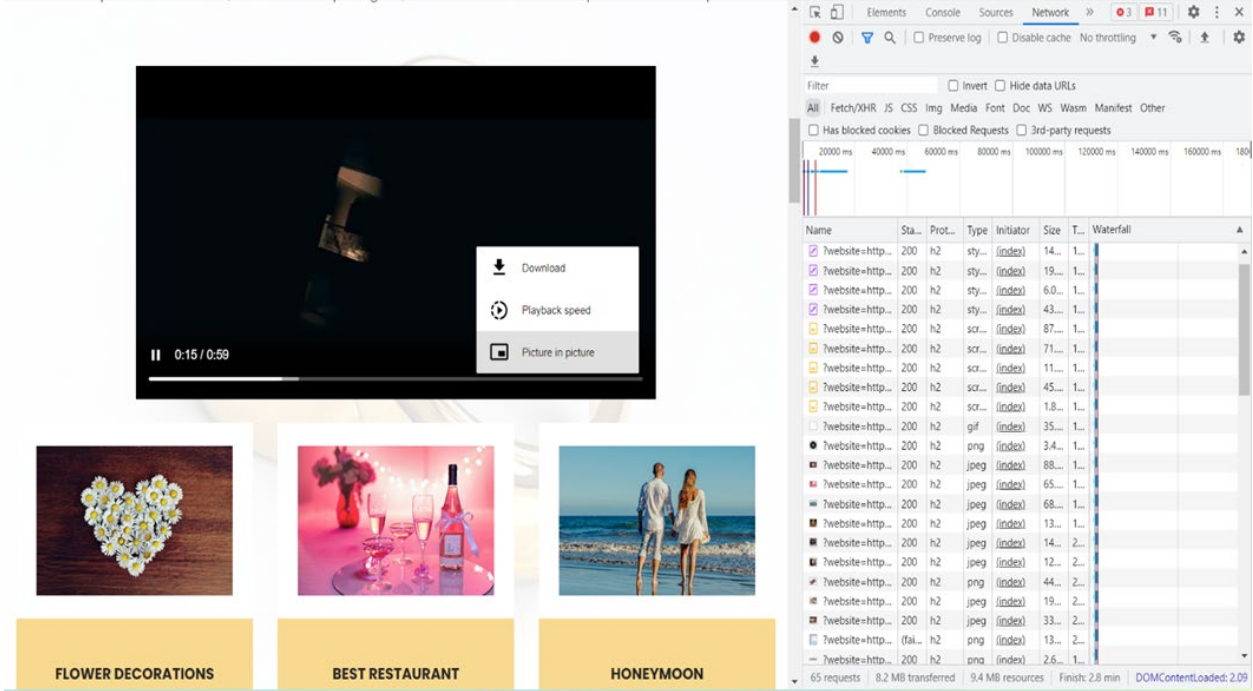 Elements Console Sources Network » 3 11
Preserve log Disable cache No throttling
Filter Invert Hide data URLs
All Fetch/XHR JS CSS Img Media Font Doc WS Wasm Manifest Other
Has blocked cookies Blocked Requests 3rd-party requests
20000 ms 40000 ms 60000 ms 80000 ms 100000 ms 120000 ms 140000 ms 160000 ms 180
Name Sta... Prot... Type Initiator Size T... Waterfall
?website=http... 200 h2 sty... (index) 14... 1...
?website=http... 200 h2 sty... (index) 19.... 1...
?website=http... 200 h2 sty... (index) 6.0... 1...
?website=http... 200 h2 sty... (index) 43.... 1...
?website=http... 200 h2 scr... (index) 87.... 1...
?website=http... 200 h2 scr... (index) 71.... 1...
?website=http... 200 h2 scr... (index) 11.... 1...
?website=http... 200 h2 scr... (index) 45.... 1...
?website=http... 200 h2 scr... (index) 1.8... 1...
?website=http... 200 h2 gif (index) 35.... 1...
?website=http... 200 h2 png (index) 3.4... 1...
?website=http... 200 h2 jpeg (index) 88.... 1...
?website=http... 200 h2 jpeg (index) 65.... 1...
?website=http... 200 h2 jpeg (index) 68.... 1...
?website=http... 200 h2 jpeg (index) 13... 1...
?website=http... 200 h2 jpeg (index) 14... 2...
?website=http... 200 h2 jpeg (index) 12... 2...
?website=http... 200 h2 png (index) 44... 2...
?website=http... 200 h2 jpeg (index) 19... 2...
?website=http... 200 h2 jpeg (index) 33... 2...
?website=http... (fai... h2 png (index) 13... 2...
?website=http... 200 h2 png (index) 2.6... 1...
65 requests 8.2 MB transferred 9.4 MB resources Finish: 2.8 min DOMContentLoaded: 2.09
Download
Playback speed
Picture in picture
0:15 / 0:59
FLOWER DECORATIONS BEST RESTAURANT HONEYMOON